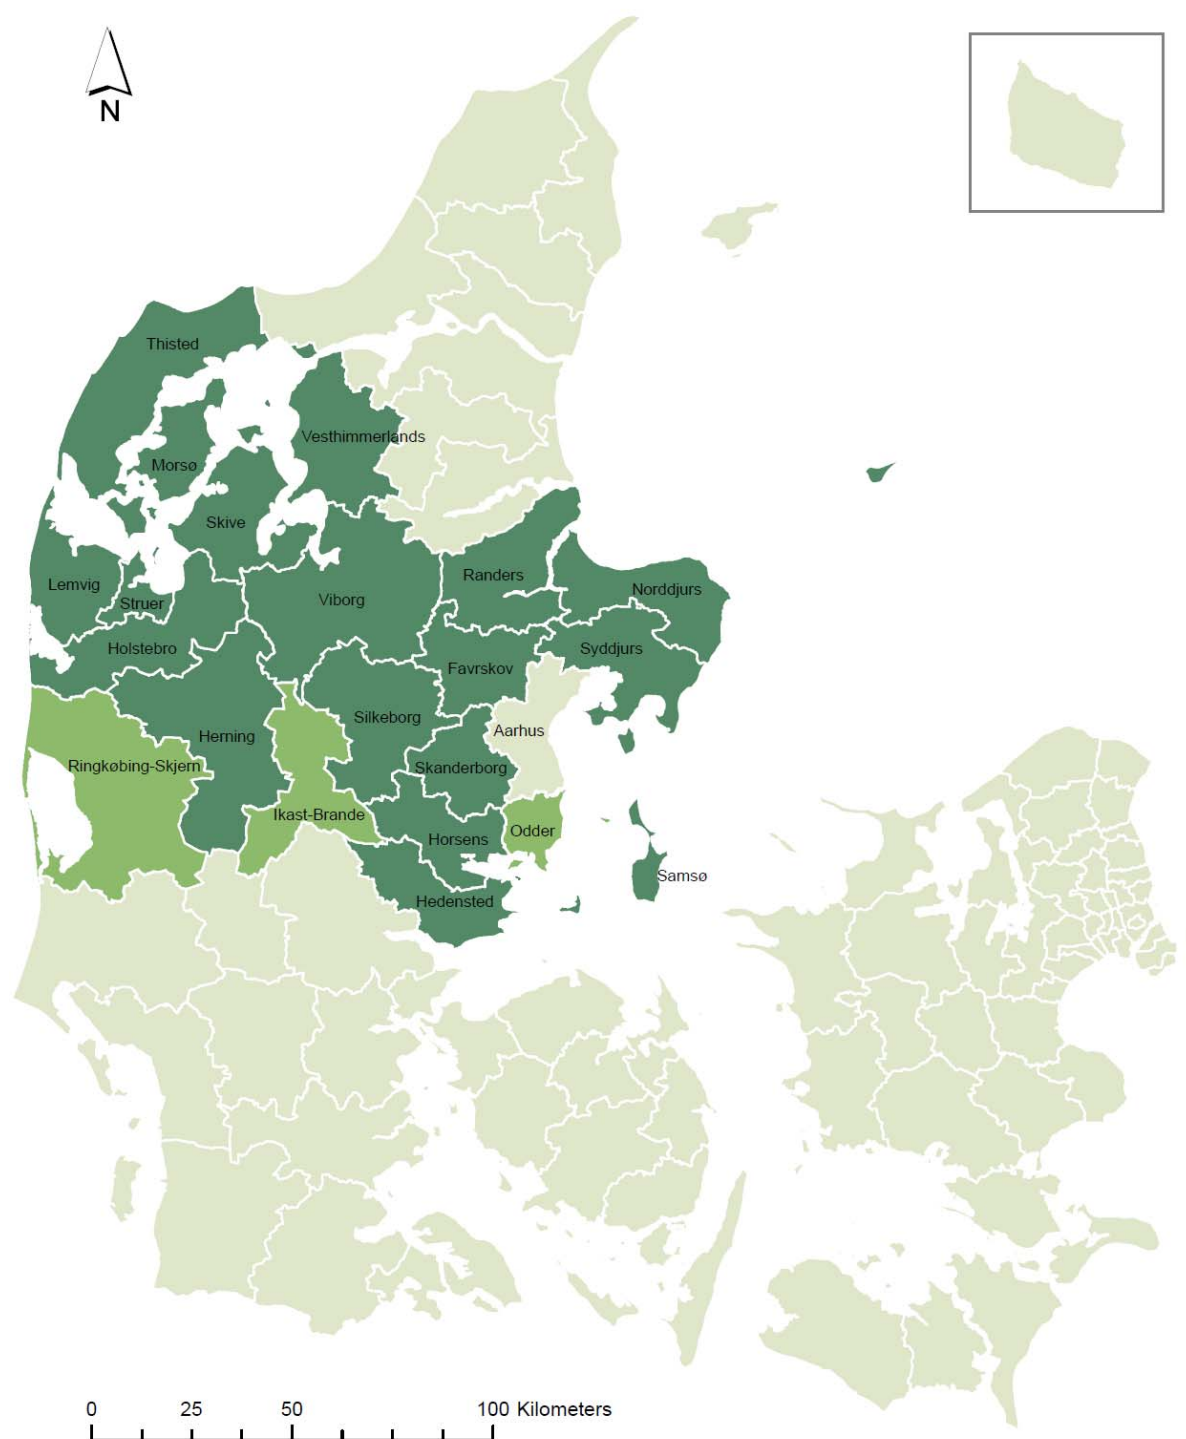 N
Thisted
Vesthimmerlands
Morsø
Skive
Randers
Lemvig
Norddjurs
Struer
Viborg
Holstebro
Syddjurs
Favrskov
Silkeborg
Aarhus
Herning
Ringkøbing-Skjern
Skanderborg
Ikast-Brande
Odder
Horsens
Samsø
Hedensted
0 25 50 100 Kilometers